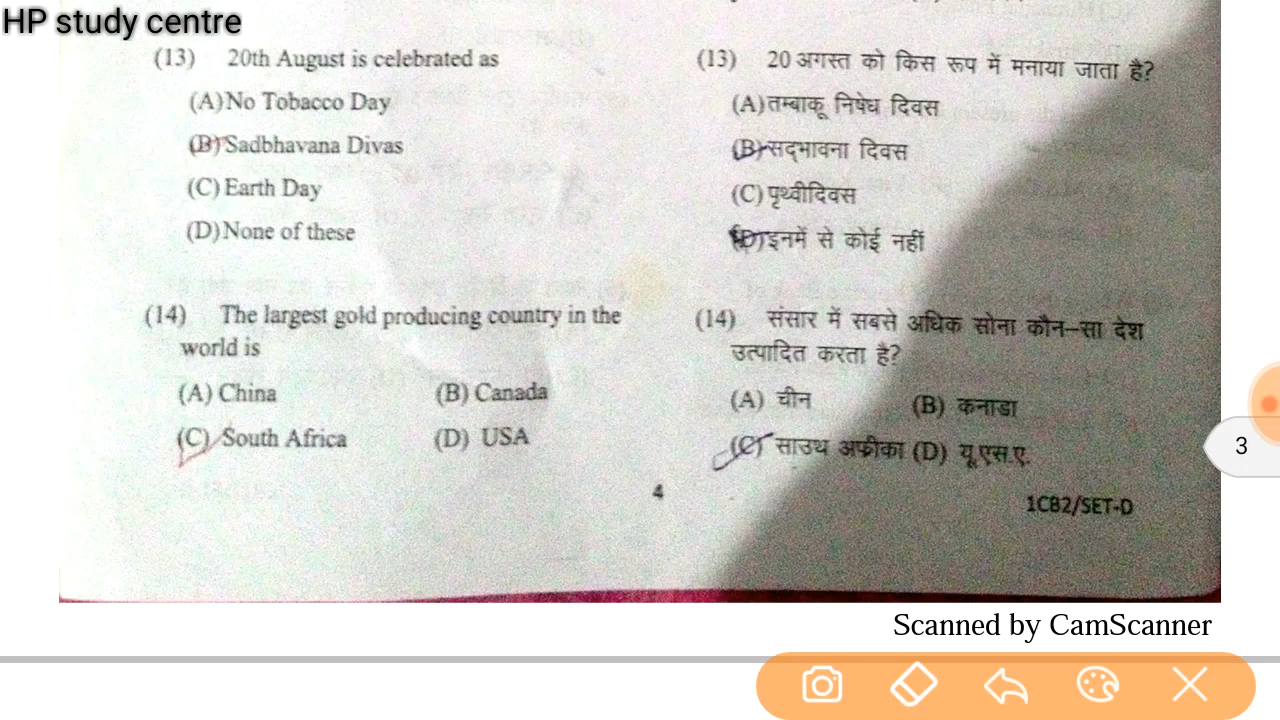 HP study centre
(13) 20th August is celebrated as
(A) No Tobacco Day
(B) Sadbhavana Divas
(C) Earth Day
(D) None of these
(14) The largest gold producing country in the
world is
(A) China (B) Canada
(C) South Africa (D) USA
(13) 20 अगस्त को किस रूप में मनाया जाता है?
(A) तम्बाकू निषेध दिवस
(B) सद्भावना दिवस
(C) पृथ्वीदिवस
(D) इनमें से कोई नहीं
(14) संसार में सबसे अधिक सोना कौन–सा देश
उत्पादित करता है?
(A) चीन (B) कनाडा
(C) साउथ अफ्रीका (D) यू.एस.ए.
4
1CB2/SET-D
3
Scanned by CamScanner